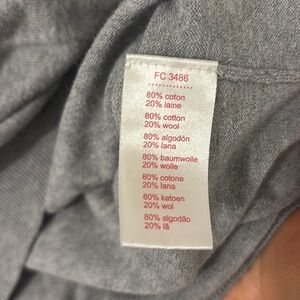 FC 3486
80% coton
20% laine
80% cotton
20% wool
80% algodón
20% lana
80% baumwolle
20% wolle
80% cotone
20% lana
80% katoen
20% wol
80% algodão
20% lã